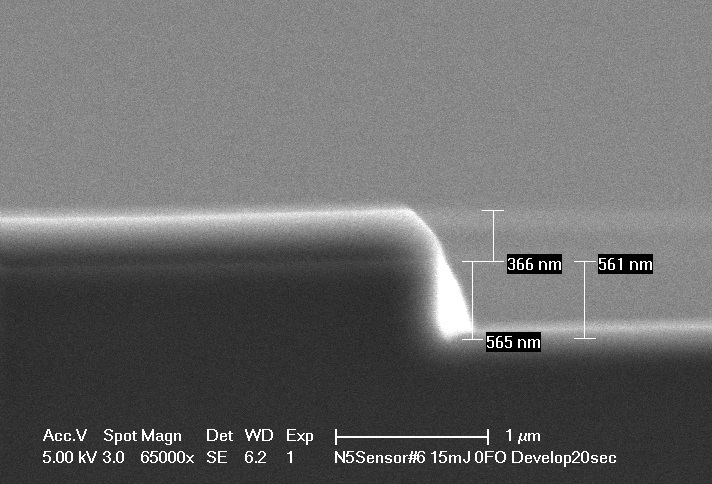 366 nm
561 nm
565 nm
Acc.V Spot Magn Det WD Exp 1 µm
5.00 kV 3.0 65000x SE 6.2 1 N5Sensor#6 15mJ 0FO Develop20sec